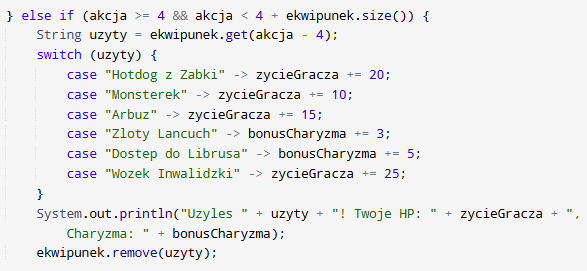 } else if (akcja >= 4 && akcja < 4 + ekwipunek.size()) {
    String uzyty = ekwipunek.get(akcja - 4);
    switch (uzyty) {
        case "Hotdog z Zabki" -> zycieGracza += 20;
        case "Monsterek" -> zycieGracza += 10;
        case "Arbuz" -> zycieGracza += 15;
        case "Zloty Lancuch" -> bonusCharyzma += 3;
        case "Dostep do Librusa" -> bonusCharyzma += 5;
        case "Wozek Inwalidzki" -> zycieGracza += 25;
    }
    System.out.println("Uzyles " + uzyty + "! Twoje HP: " + zycieGracza + ",
        Charyzma: " + bonusCharyzma);
    ekwipunek.remove(uzyty);